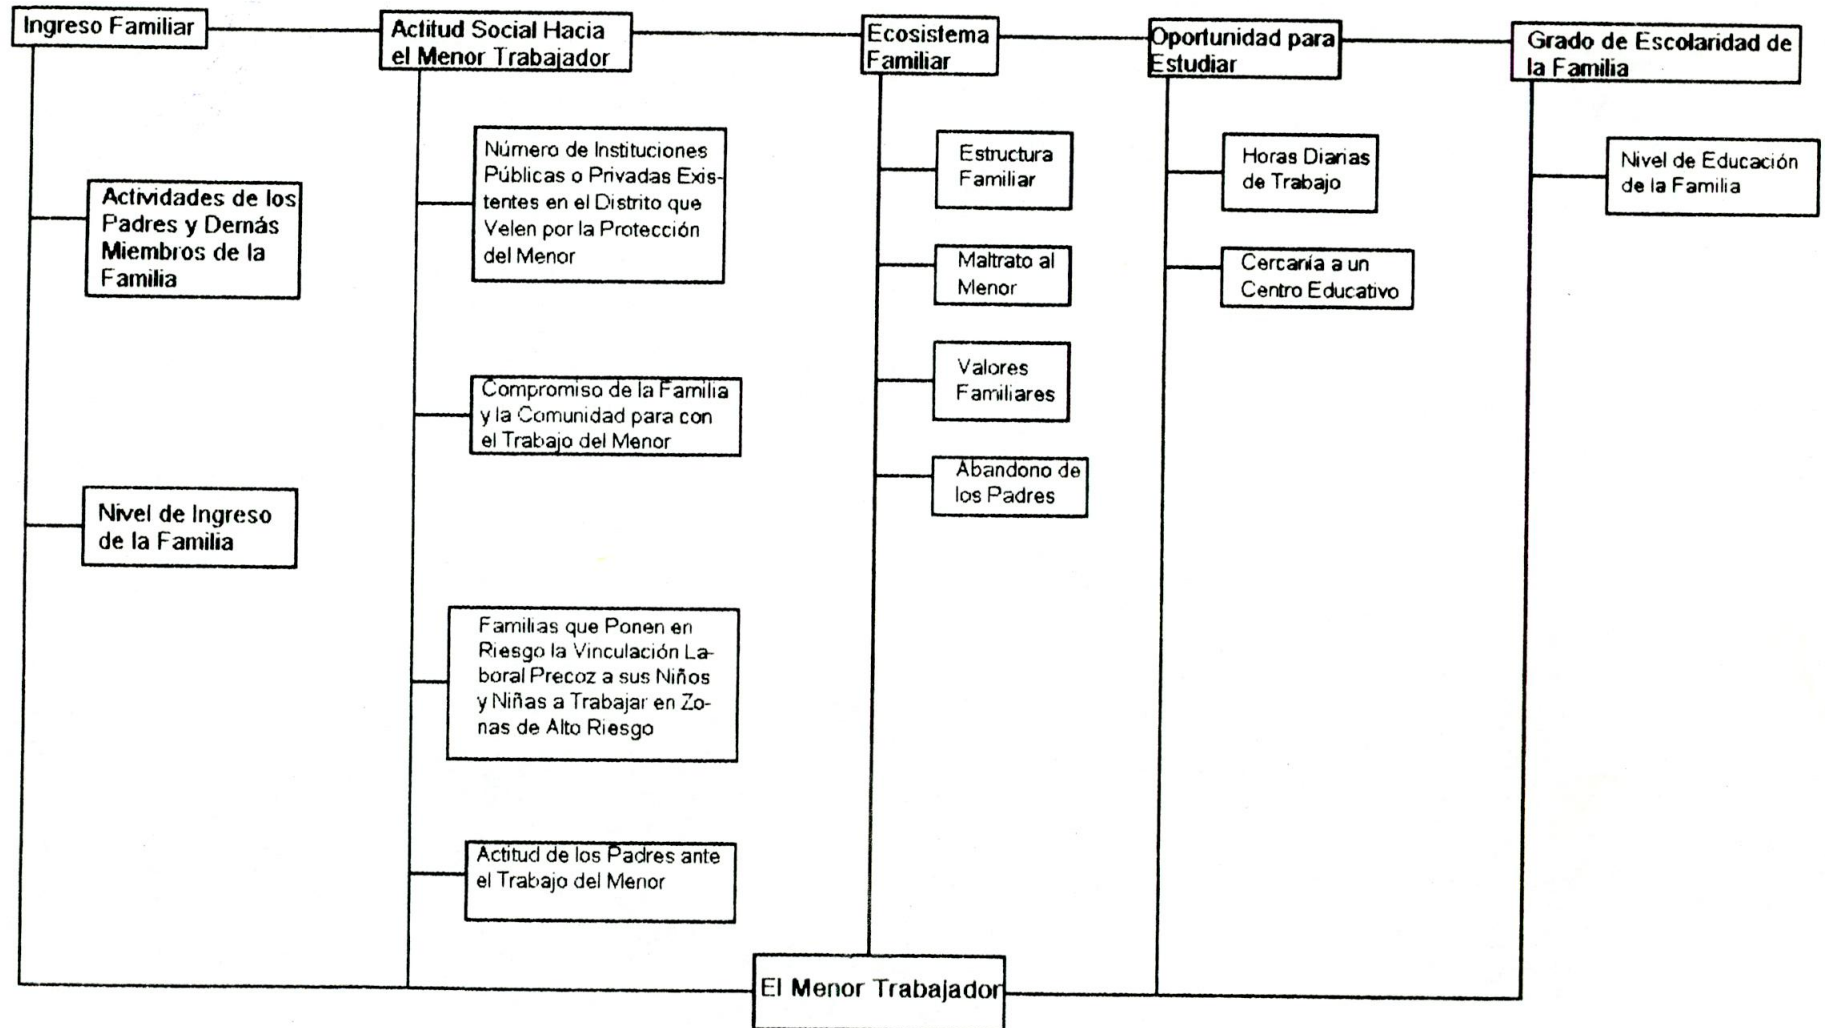 Ingreso Familiar
Actitud Social Hacia
el Menor Trabajador
Ecosistema
Familiar
Oportunidad para
Estudiar
Grado de Escolaridad de
la Familia
Actividades de los
Padres y Demás
Miembros de la
Familia
Nivel de Ingreso
de la Familia
Número de Instituciones
Públicas o Privadas Exis-
tentes en el Distrito que
Velen por la Protección
del Menor
Compromiso de la Familia
y la Comunidad para con
el Trabajo del Menor
Familias que Ponen en
Riesgo la Vinculación La-
boral Precoz a sus Niños
y Niñas a Trabajar en Zo-
nas de Alto Riesgo
Actitud de los Padres ante
el Trabajo del Menor
Estructura
Familiar
Maltrato al
Menor
Valores
Familiares
Abandono de
los Padres
Horas Diarias
de Trabajo
Cercanía a un
Centro Educativo
Nivel de Educación
de la Familia
El Menor Trabajador